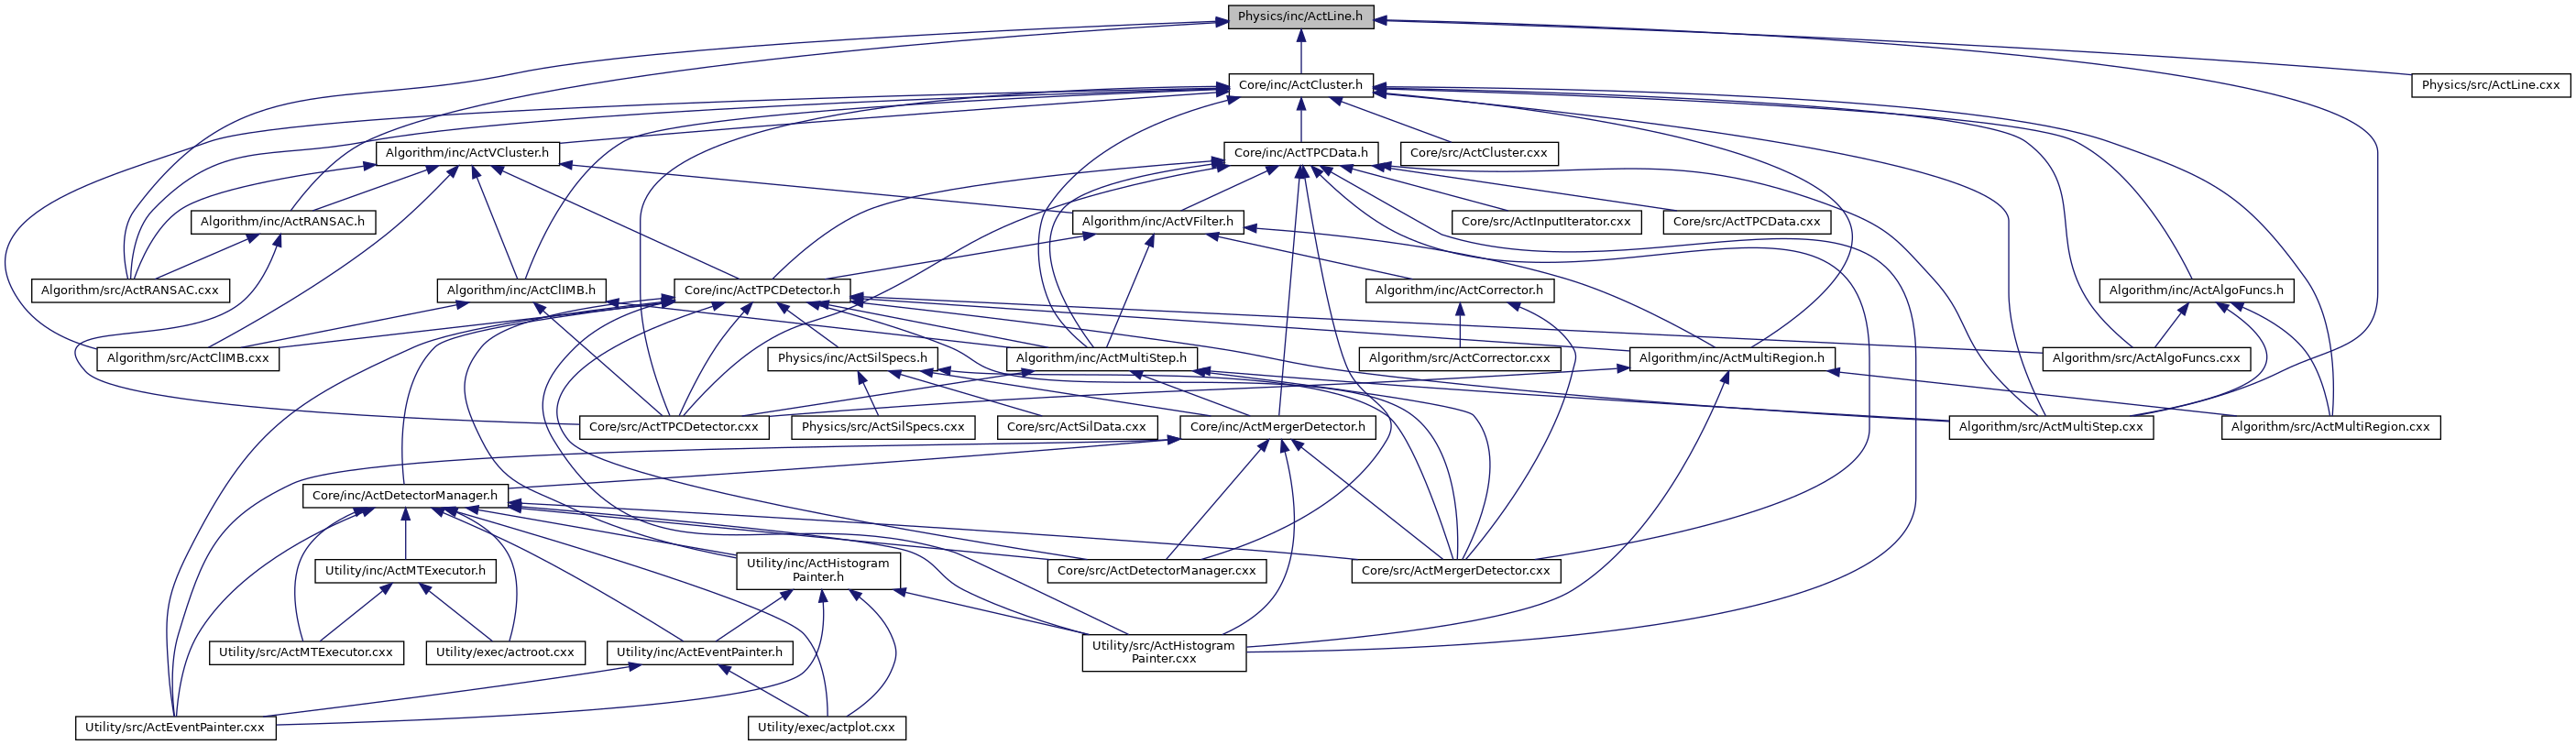 Physics/inc/ActLine.h
Core/inc/ActCluster.h
Physics/src/ActLine.cxx
Algorithm/inc/ActVCluster.h
Core/inc/ActTPCData.h
Core/src/ActCluster.cxx
Algorithm/inc/ActRANSAC.h
Algorithm/inc/ActVFilter.h
Core/src/ActInputIterator.cxx
Core/src/ActTPCData.cxx
Algorithm/src/ActRANSAC.cxx
Algorithm/inc/ActClIMB.h
Core/inc/ActTPCDetector.h
Algorithm/inc/ActCorrector.h
Algorithm/inc/ActAlgoFuncs.h
Algorithm/src/ActClIMB.cxx
Physics/inc/ActSilSpecs.h
Algorithm/inc/ActMultiStep.h
Algorithm/src/ActCorrector.cxx
Algorithm/inc/ActMultiRegion.h
Algorithm/src/ActAlgoFuncs.cxx
Core/src/ActTPCDetector.cxx
Physics/src/ActSilSpecs.cxx
Core/src/ActSilData.cxx
Core/inc/ActMergerDetector.h
Algorithm/src/ActMultiStep.cxx
Algorithm/src/ActMultiRegion.cxx
Core/inc/ActDetectorManager.h
Utility/inc/ActMTExecutor.h
Utility/inc/ActHistogram
Painter.h
Core/src/ActDetectorManager.cxx
Core/src/ActMergerDetector.cxx
Utility/src/ActMTExecutor.cxx
Utility/exec/actroot.cxx
Utility/inc/ActEventPainter.h
Utility/src/ActHistogram
Painter.cxx
Utility/src/ActEventPainter.cxx
Utility/exec/actplot.cxx